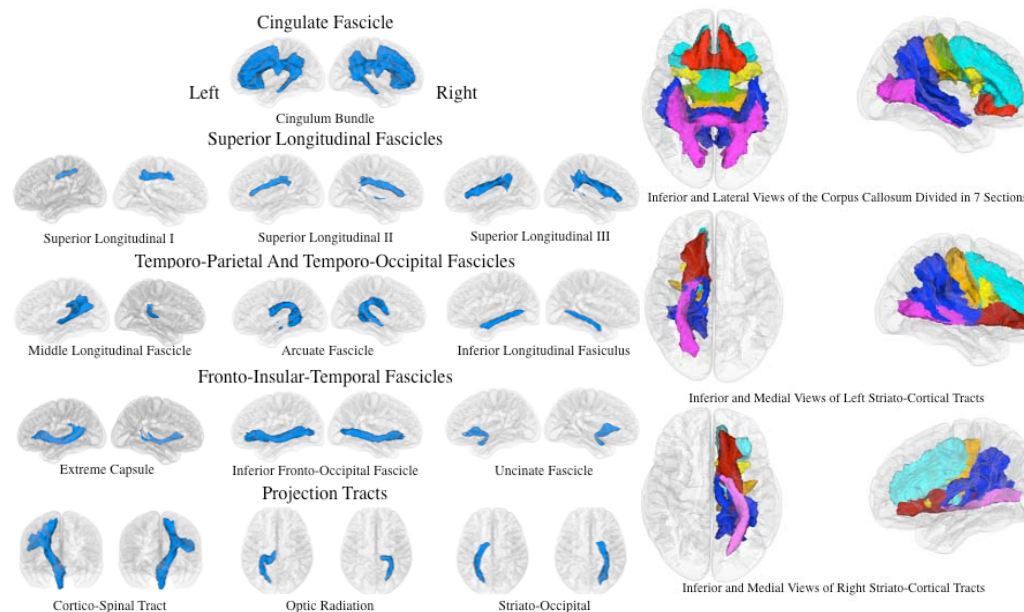 Cingulate Fascicle
Left
Right
Cingulum Bundle
Superior Longitudinal Fascicles
Superior Longitudinal I
Superior Longitudinal II
Superior Longitudinal III
Temporo-Parietal And Temporo-Occipital Fascicles
Middle Longitudinal Fascicle
Arcuate Fascicle
Inferior Longitudinal Fasiculus
Fronto-Insular-Temporal Fascicles
Extreme Capsule
Inferior Fronto-Occipital Fascicle
Uncinate Fascicle
Projection Tracts
Cortico-Spinal Tract
Optic Radiation
Striato-Occipital
Inferior and Lateral Views of the Corpus Callosum Divided in 7 Sections
Inferior and Medial Views of Left Striato-Cortical Tracts
Inferior and Medial Views of Right Striato-Cortical Tracts